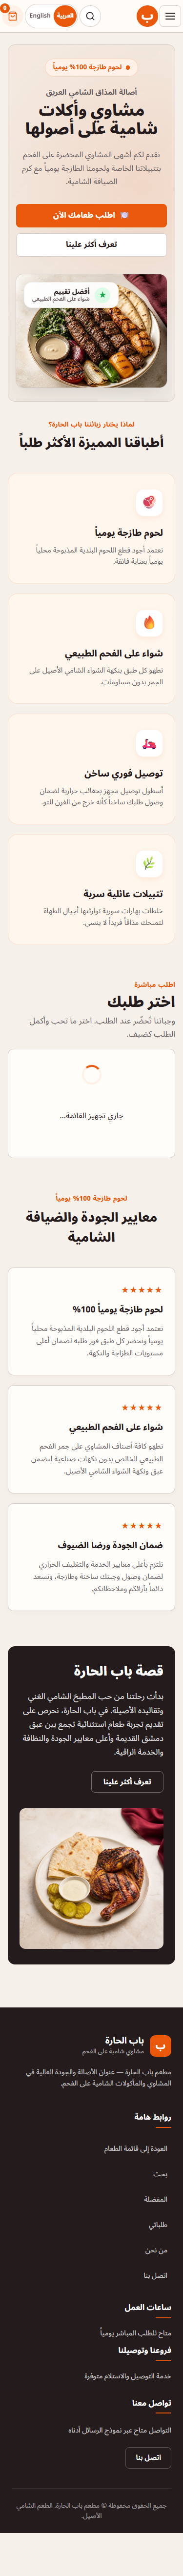 ب
العربية
English
0
لحوم طازجة 100% يومياً
أصالة المذاق الشامي العريق
مشاوي وأكلات
شامية على أصولها
نقدم لكم أشهى المشاوي المحضرة على الفحم
بتتبيلاتنا الخاصة ولحومنا الطازجة يومياً مع كرم
الضيافة الشامية.
اطلب طعامك الآن
تعرف أكثر علينا
أفضل تقييم
شواء على الفحم الطبيعي
لماذا يختار زبائننا باب الحارة؟
أطباقنا المميزة الأكثر طلباً
لحوم طازجة يومياً
نعتمد أجود قطع اللحوم البلدية المذبوحة محلياً
يومياً بعناية فائقة.
شواء على الفحم الطبيعي
نطهو كل طبق بنكهة الشواء الشامي الأصيل على
الجمر بدون مساومات.
توصيل فوري ساخن
أسطول توصيل مجهز بحقائب حرارية لضمان
وصول طلبك ساخناً كأنه خرج من الفرن للتو.
تتبيلات عائلية سرية
خلطات بهارات سورية توارثتها أجيال الطهاة
لتمنحك مذاقاً فريداً لا ينسى.
اطلب مباشرة
اختر طلبك
وجباتنا تُحضّر عند الطلب. اختر ما تحب وأكمل
الطلب كضيف.
جاري تجهيز القائمة...
لحوم طازجة 100% يومياً
معايير الجودة والضيافة
الشامية
★★★★★
لحوم طازجة يومياً 100%
نعتمد أجود قطع اللحوم البلدية المذبوحة محلياً
يومياً ونحضر كل طبق فور طلبه لضمان أعلى
مستويات الطزاجة والنكهة.
★★★★★
شواء على الفحم الطبيعي
نطهو كافة أصناف المشاوي على جمر الفحم
الطبيعي الخالص بدون نكهات صناعية لنضمن
عبق ونكهة الشواء الشامي الأصيل.
★★★★★
ضمان الجودة ورضا الضيوف
نلتزم بأعلى معايير الخدمة والتغليف الحراري
لضمان وصول وجبتك ساخنة وطازجة، ونسعد
دائماً بآرائكم وملاحظاتكم.
قصة باب الحارة
بدأت رحلتنا من حب المطبخ الشامي الغني
وتقاليده الأصيلة. في باب الحارة، نحرص على
تقديم تجربة طعام استثنائية تجمع بين عبق
دمشق القديمة وأعلى معايير الجودة والنظافة
والخدمة الراقية.
تعرف أكثر علينا
ب
باب الحارة
مشاوي شامية على الفحم
مطعم باب الحارة — عنوان الأصالة والجودة العالية في
المشاوي والمأكولات الشامية على الفحم.
روابط هامة
العودة إلى قائمة الطعام
بحث
المفضلة
طلباتي
من نحن
اتصل بنا
ساعات العمل
متاح للطلب المباشر يومياً
فروعنا وتوصيلنا
خدمة التوصيل والاستلام متوفرة
تواصل معنا
التواصل متاح عبر نموذج الرسائل أدناه
اتصل بنا
جميع الحقوق محفوظة © مطعم باب الحارة. الطعم الشامي
الأصيل.